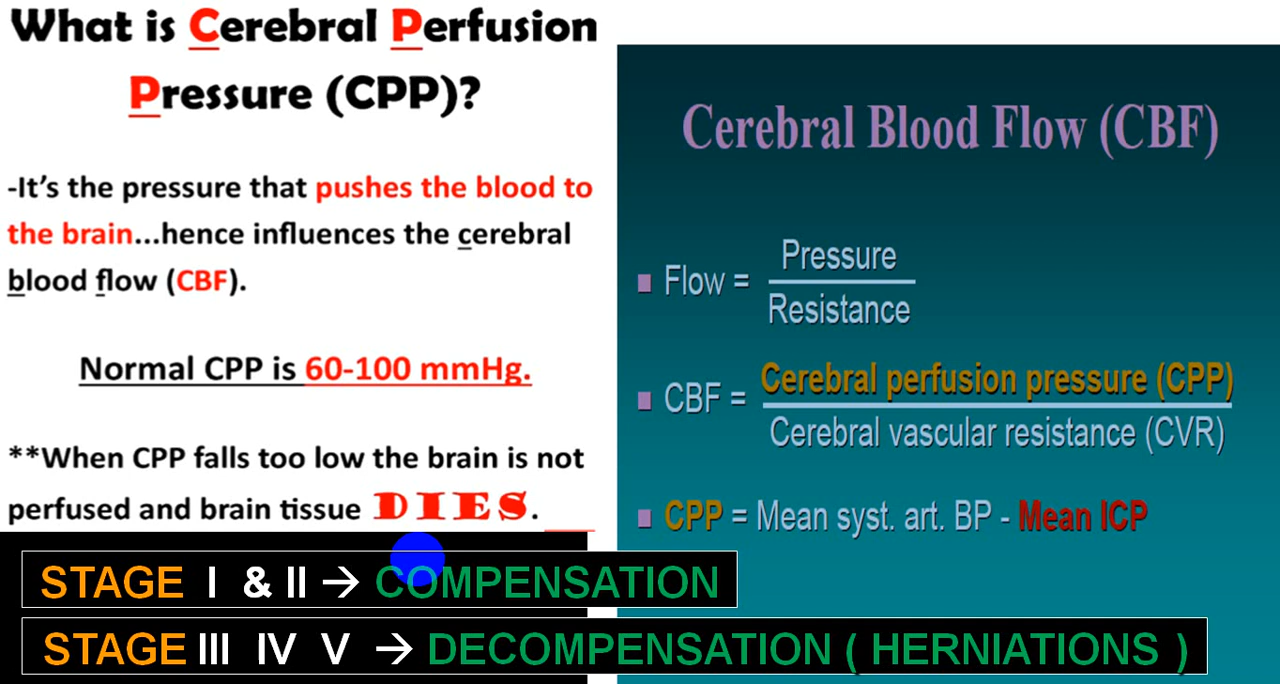 What is Cerebral Perfusion
Pressure (CPP)?
-It's the pressure that pushes the blood to
the brain...hence influences the cerebral
blood flow (CBF).
Normal CPP is 60-100 mmHg.
**When CPP falls too low the brain is not
perfused and brain tissue DIES.
Cerebral Blood Flow (CBF)
Flow = Pressure
Resistance
CBF = Cerebral perfusion pressure (CPP)
Cerebral vascular resistance (CVR)
CPP = Mean syst. art. BP - Mean ICP
STAGE I & II → COMPENSATION
STAGE III IV V → DECOMPENSATION ( HERNIATIONS )